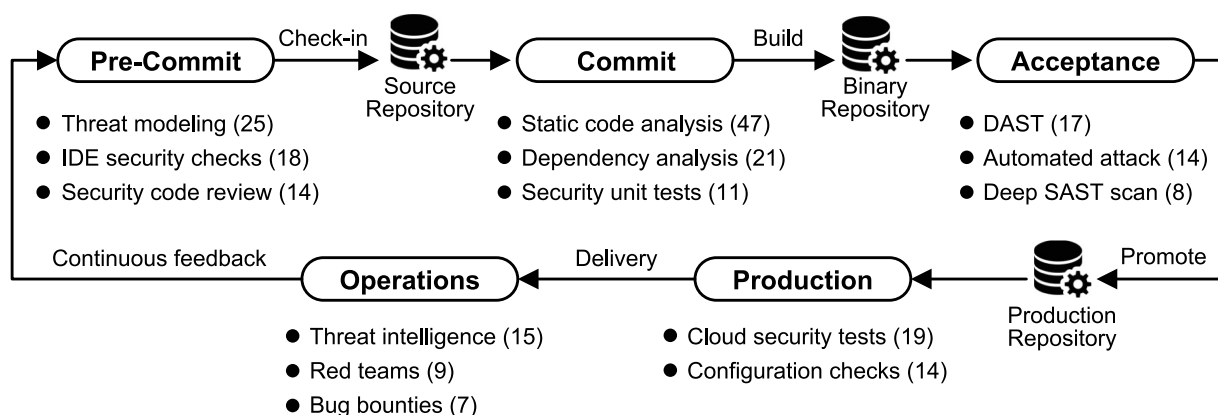 Pre-Commit
Check-in
Source
Repository
Commit
Build
Binary
Repository
Acceptance
● Threat modeling (25)
● IDE security checks (18)
● Security code review (14)
● Static code analysis (47)
● Dependency analysis (21)
● Security unit tests (11)
● DAST (17)
● Automated attack (14)
● Deep SAST scan (8)
Continuous feedback
Operations
Delivery
Production
Promote
Production
Repository
● Threat intelligence (15)
● Red teams (9)
● Bug bounties (7)
● Cloud security tests (19)
● Configuration checks (14)